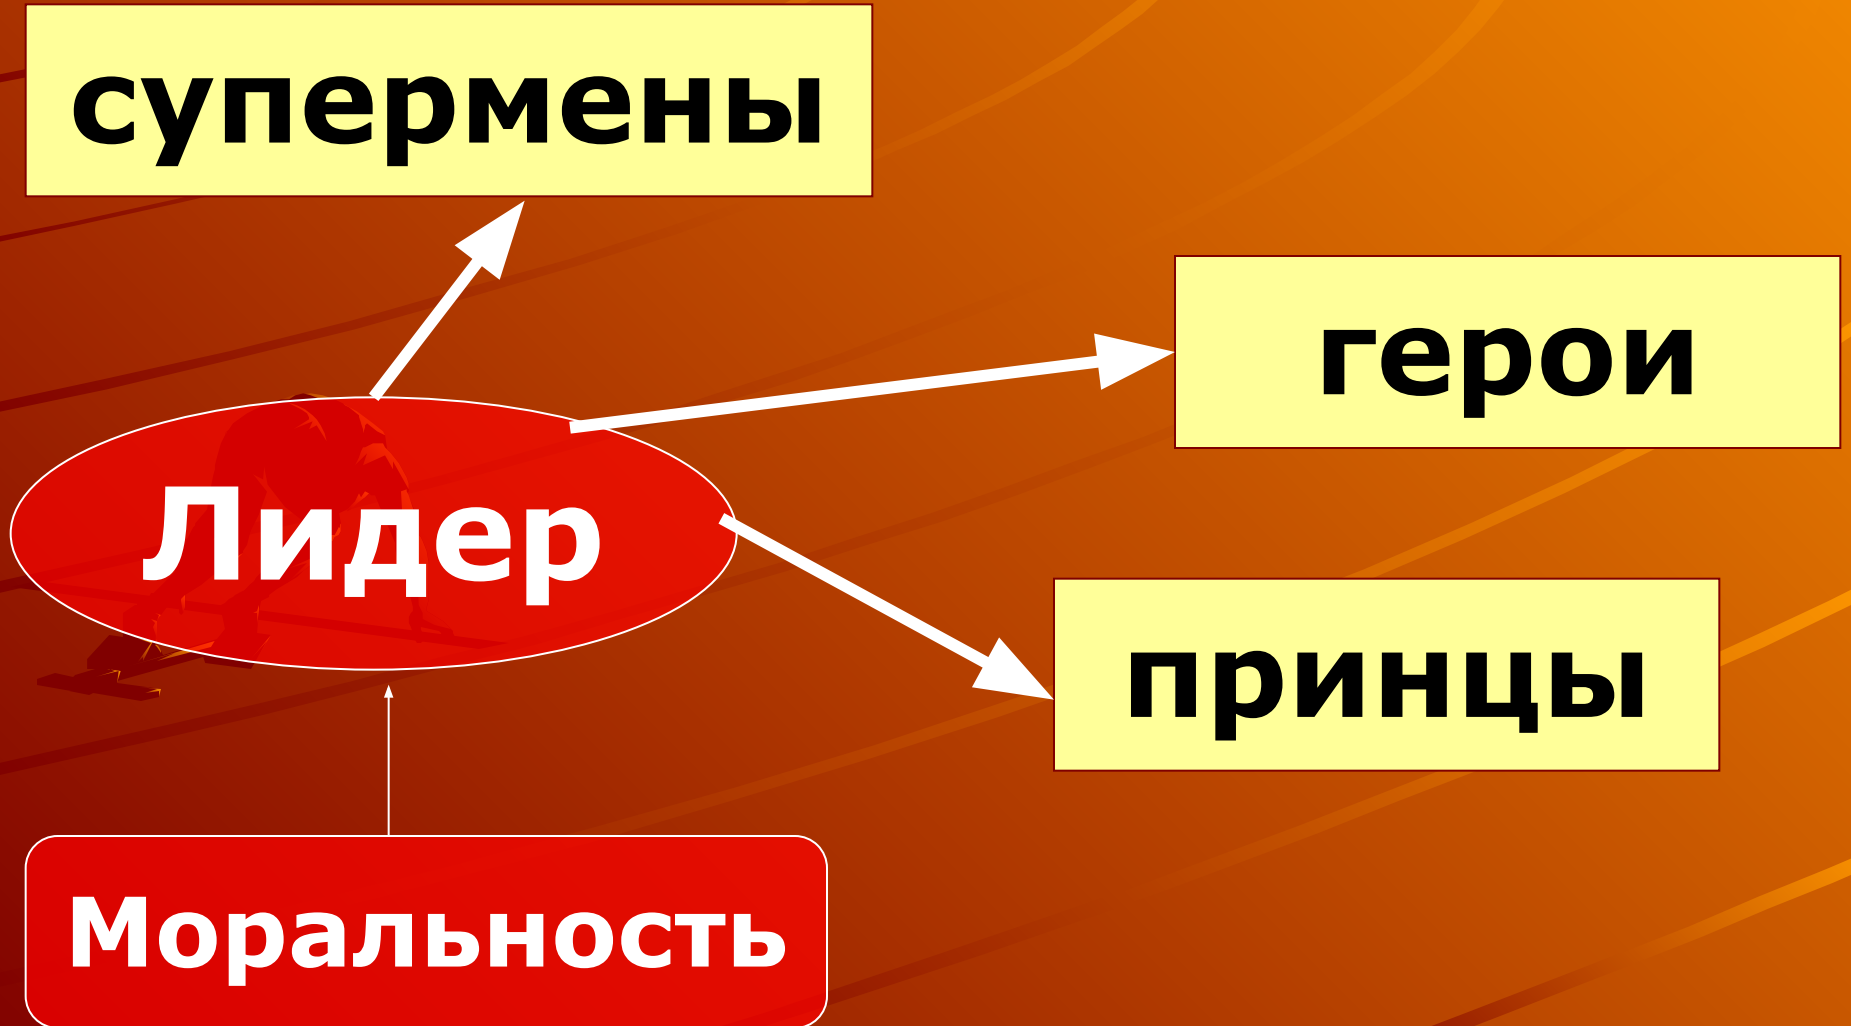 супермены
герои
Лидер
принцы
Моральность